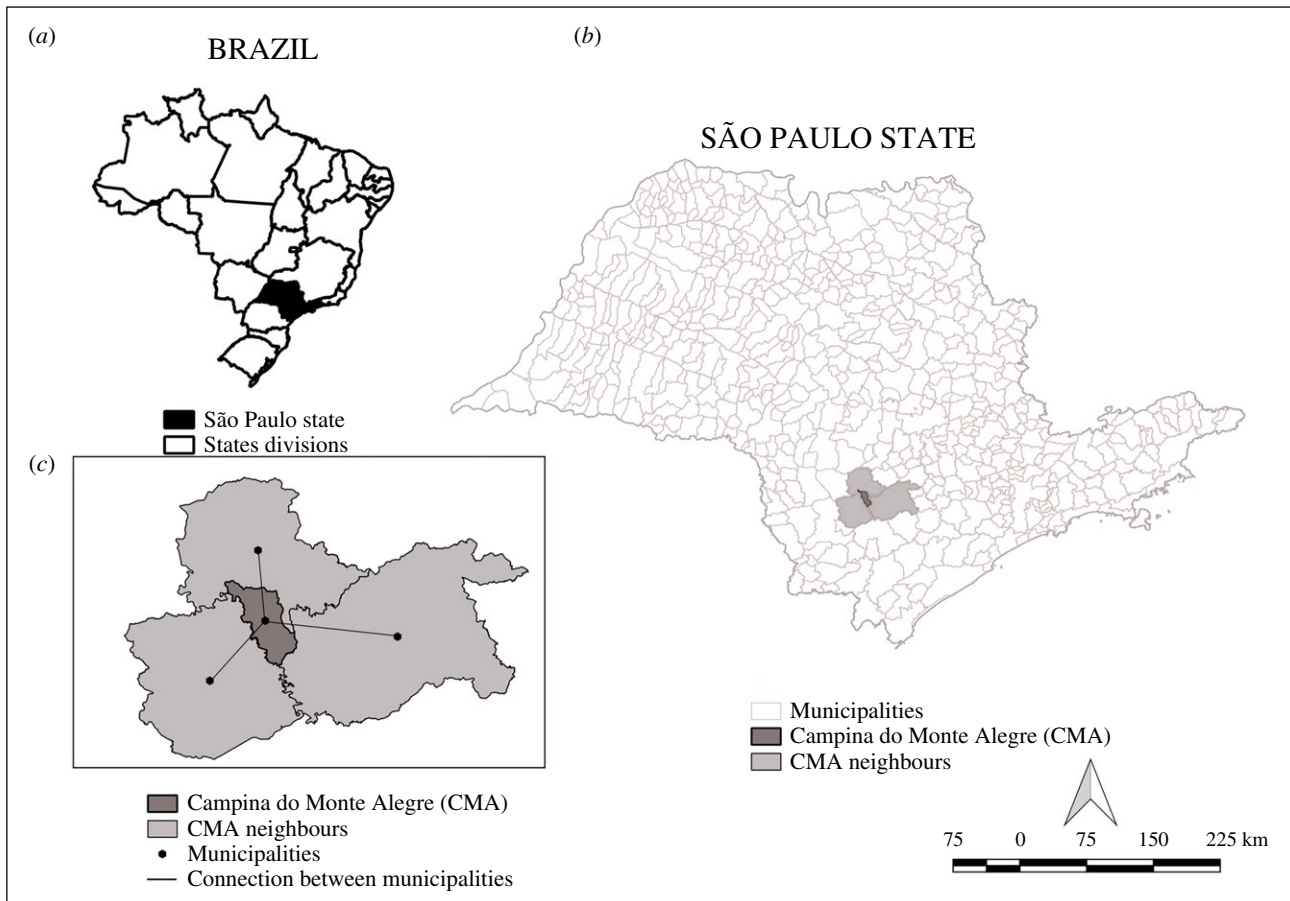 (a)
BRAZIL
São Paulo state
States divisions
(b)
SÃO PAULO STATE
Municipalities
Campina do Monte Alegre (CMA)
CMA neighbours
75 0 75 150 225 km
(c)
Campina do Monte Alegre (CMA)
CMA neighbours
Municipalities
Connection between municipalities